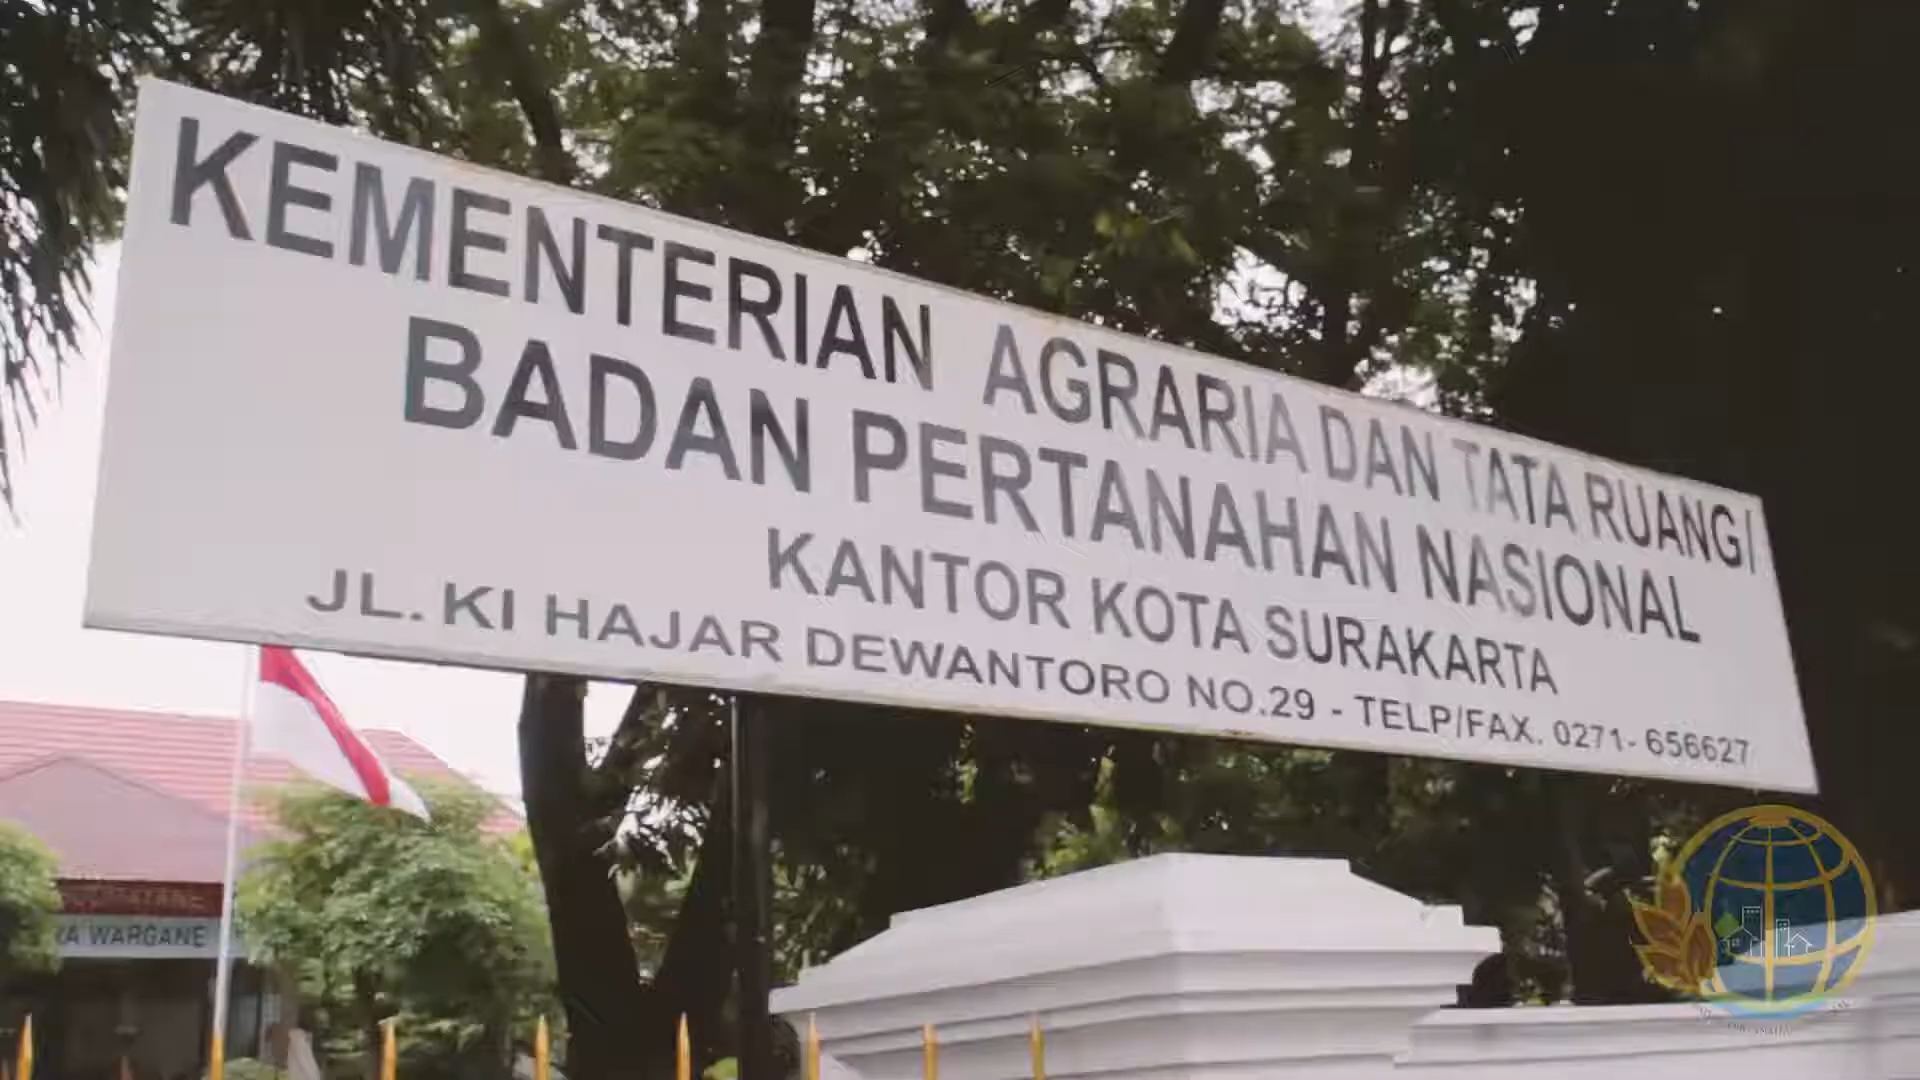 KEMENTERIAN AGRARIA DAN TATA RUANG/
BADAN PERTANAHAN NASIONAL
KANTOR KOTA SURAKARTA
JL. KI HAJAR DEWANTORO NO.29 - TELP/FAX. 0271- 656627
WARGANE